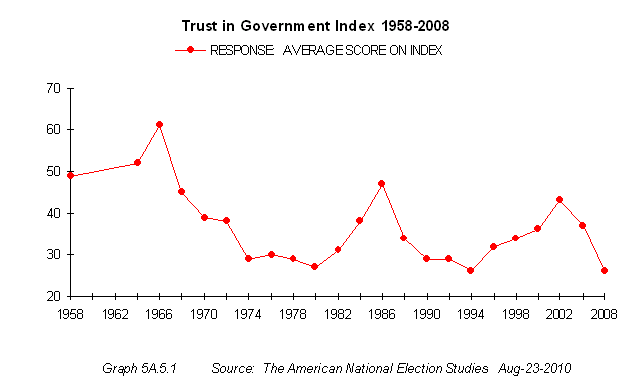 Trust in Government Index 1958-2008
RESPONSE: AVERAGE SCORE ON INDEX
70
60
50
40
30
20
1958 1962 1966 1970 1974 1978 1982 1986 1990 1994 1998 2002 2008
Graph 5A.5.1 Source: The American National Election Studies Aug-23-2010